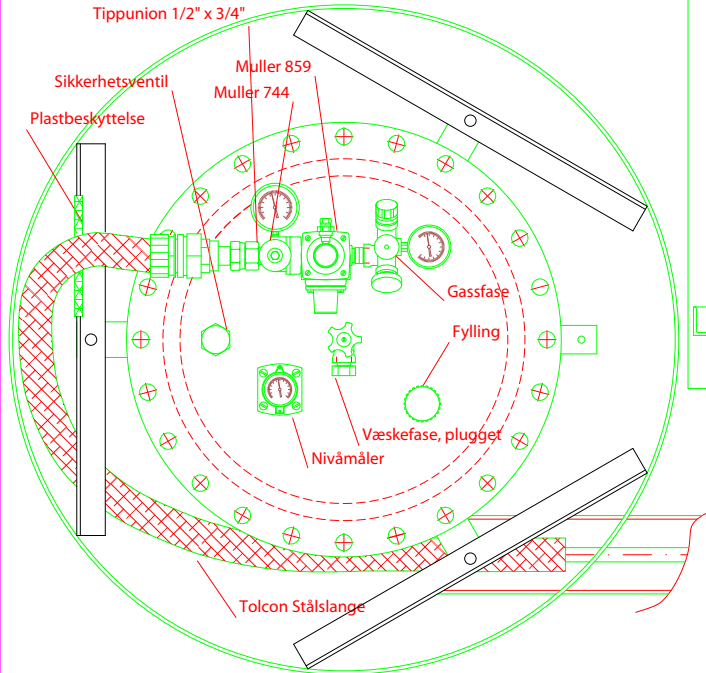 Tippunion 1/2" x 3/4"
Muller 859
Sikkerhetsventil
Muller 744
Plastbeskyttelse
Gassfase
Fylling
Væskefase, plugget
Nivåmåler
Tolcon Stålslange